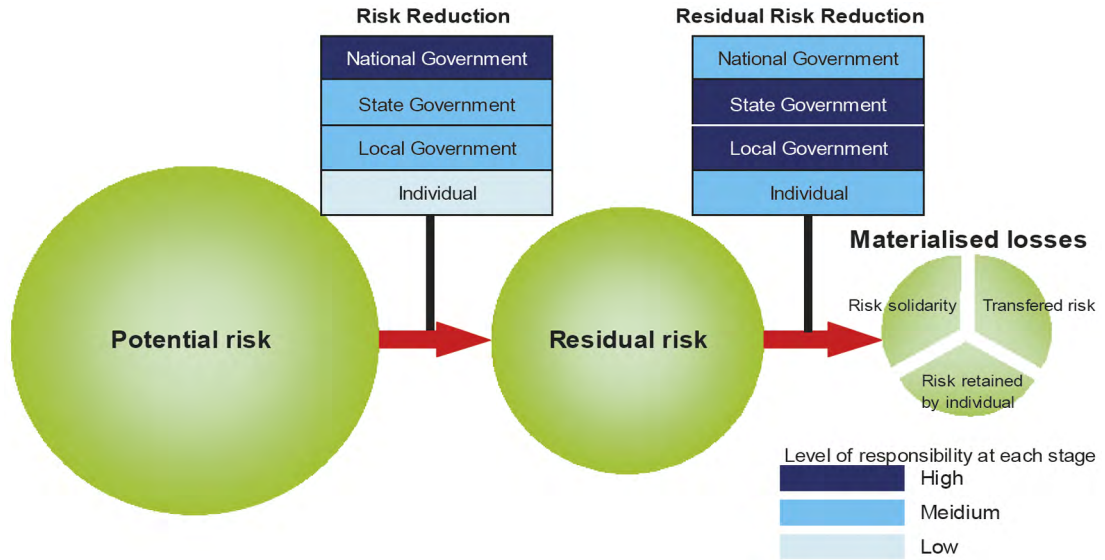 Risk Reduction
National Government
State Government
Local Government
Individual
Residual Risk Reduction
National Government
State Government
Local Government
Individual
Potential risk
Residual risk
Materialised losses
Risk solidarity
Transfered risk
Risk retained
by individual
Level of responsibility at each stage
High
Meidium
Low